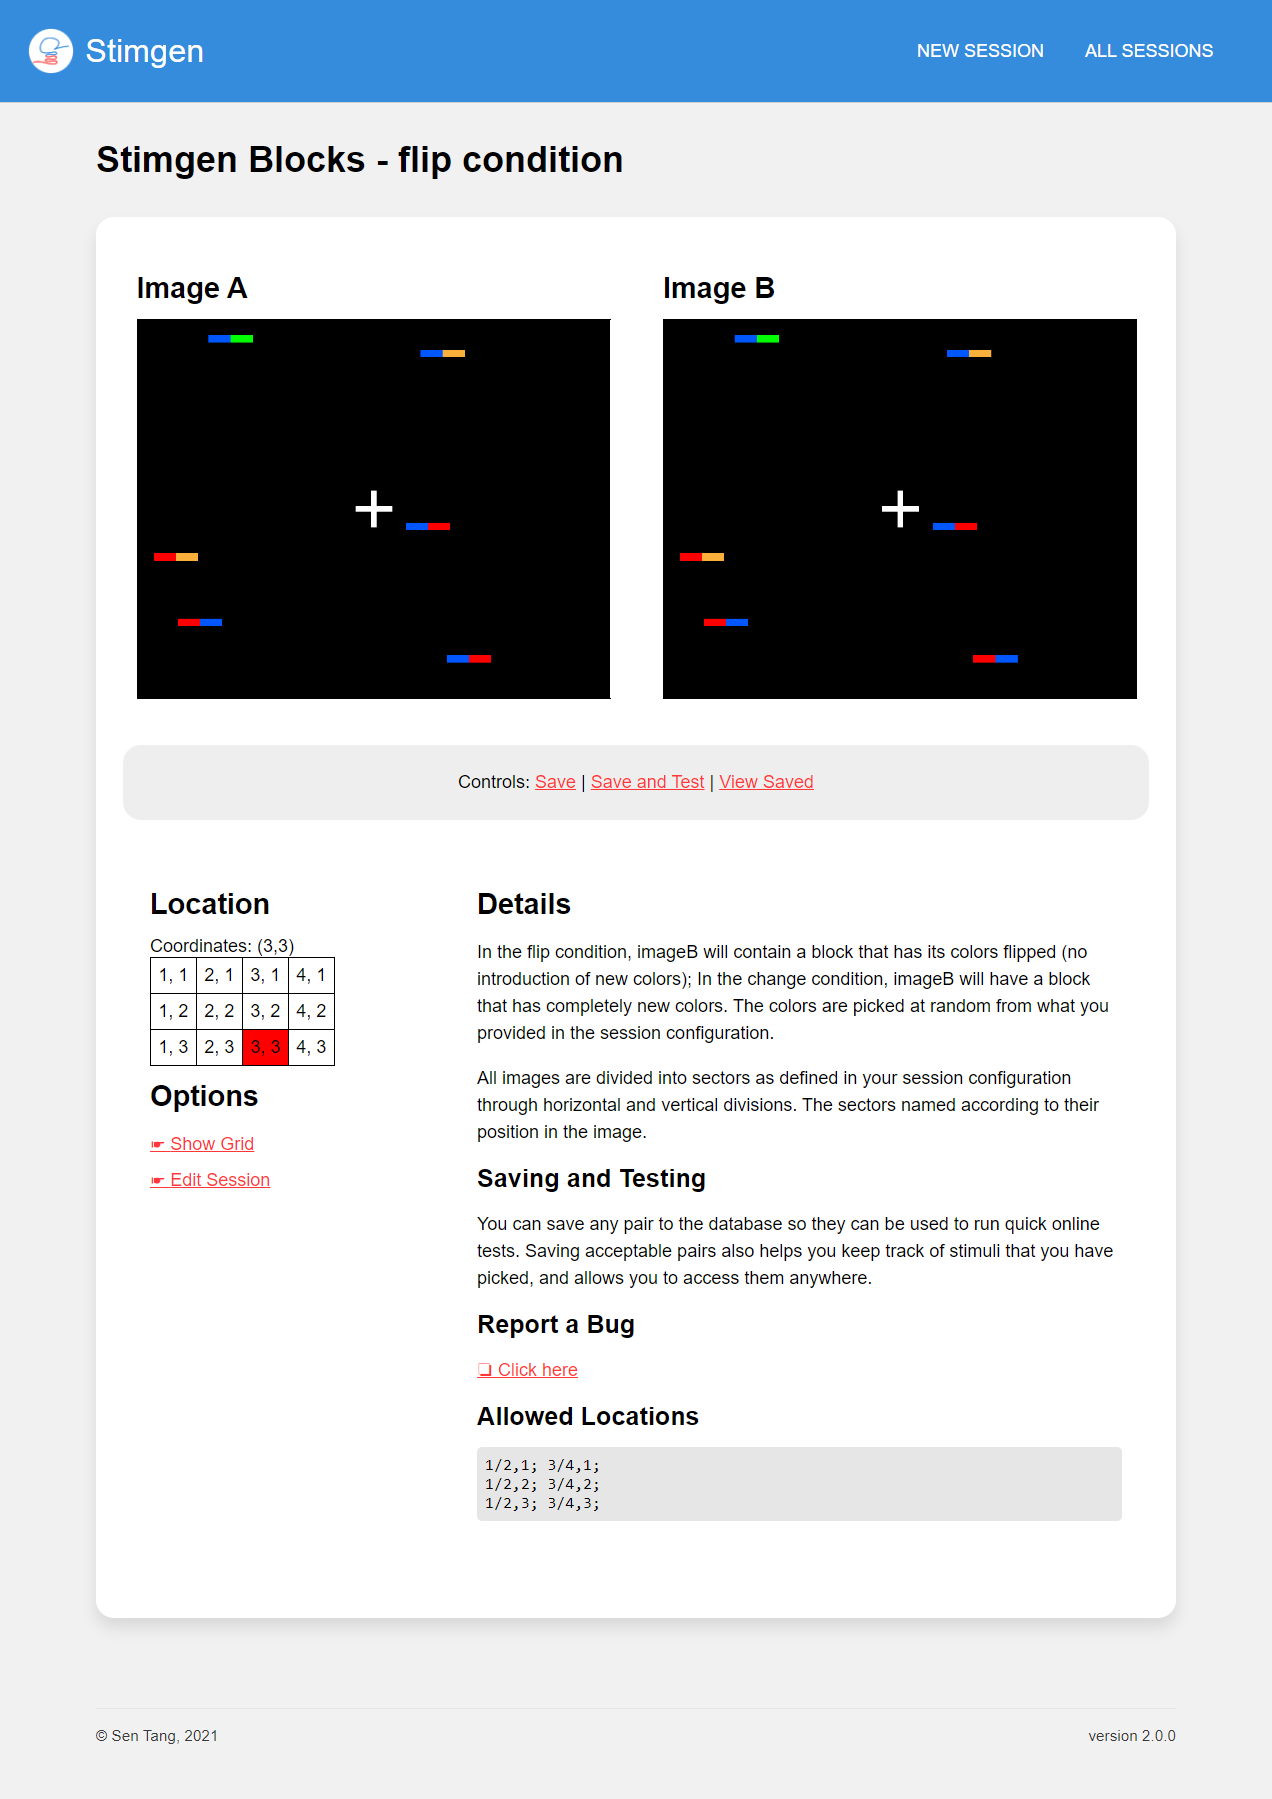 Stimgen
NEW SESSION
ALL SESSIONS
Stimgen Blocks - flip condition
Image A
Image B
Controls: Save | Save and Test | View Saved
Location
Coordinates: (3,3)
1, 1 2, 1 3, 1 4, 1
1, 2 2, 2 3, 2 4, 2
1, 3 2, 3 3, 3 4, 3
Options
☛ Show Grid
☛ Edit Session
Details
In the flip condition, imageB will contain a block that has its colors flipped (no
introduction of new colors); In the change condition, imageB will have a block
that has completely new colors. The colors are picked at random from what you
provided in the session configuration.
All images are divided into sectors as defined in your session configuration
through horizontal and vertical divisions. The sectors named according to their
position in the image.
Saving and Testing
You can save any pair to the database so they can be used to run quick online
tests. Saving acceptable pairs also helps you keep track of stimuli that you have
picked, and allows you to access them anywhere.
Report a Bug
❏ Click here
Allowed Locations
1/2,1; 3/4,1;
1/2,2; 3/4,2;
1/2,3; 3/4,3;
© Sen Tang, 2021
version 2.0.0